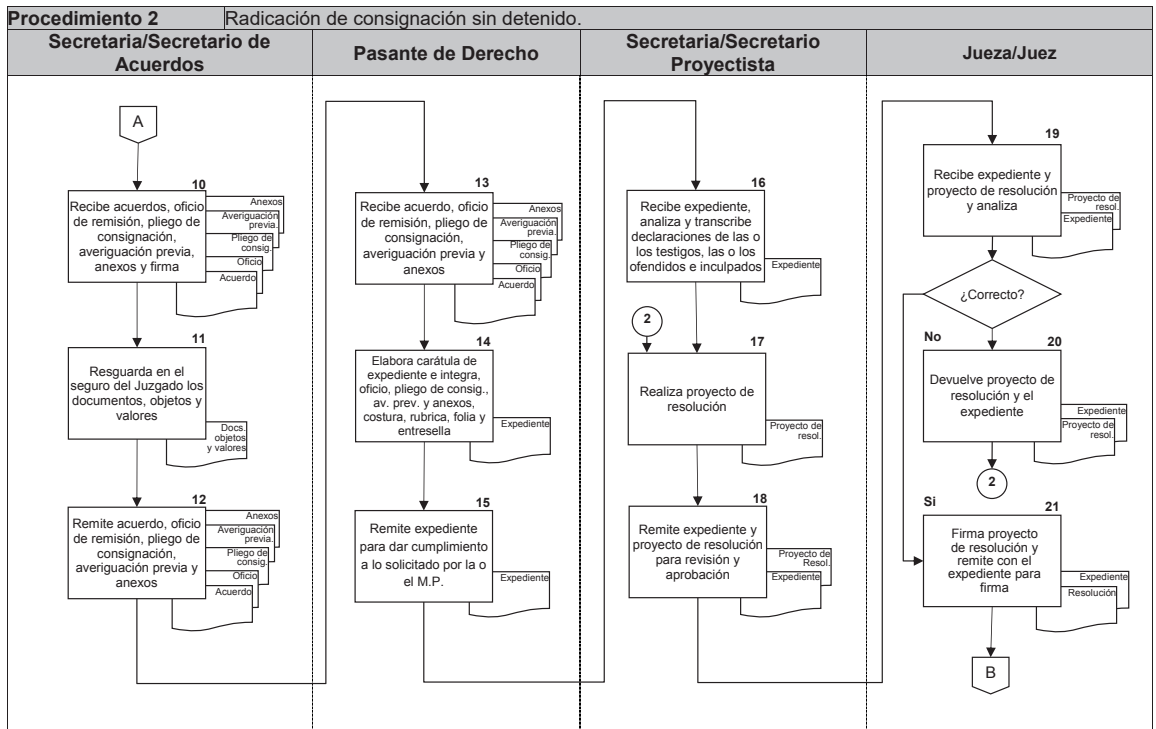 Procedimiento 2
Radicación de consignación sin detenido.
Secretaria/Secretario de
Acuerdos
Pasante de Derecho
Secretaria/Secretario
Proyectista
Jueza/Juez
A
10
Recibe acuerdos, oficio
de remisión, pliego de
consignación,
averiguación previa,
anexos y firma
Anexos
Averiguación
previa.
Pliego de
consig.
Oficio
Acuerdo
11
Resguarda en el
seguro del Juzgado los
documentos, objetos y
valores
Docs.
objetos
y valores
12
Remite acuerdo, oficio
de remisión, pliego de
consignación,
averiguación previa y
anexos
Anexos
Averiguación
previa.
Pliego de
consig.
Oficio
Acuerdo
13
Recibe acuerdo, oficio
de remisión, pliego de
consignación,
averiguación previa y
anexos
Anexos
Averiguación
previa.
Pliego de
consig.
Oficio
Acuerdo
14
Elabora carátula de
expediente e integra,
oficio, pliego de consig.,
av. prev. y anexos,
costura, rubrica, folia y
entresella
Expediente
15
Remite expediente
para dar cumplimiento
a lo solicitado por la o
el M.P.
Expediente
16
Recibe expediente,
analiza y transcribe
declaraciones de las o
los testigos, las o los
ofendidos e inculpados
Expediente
2
17
Realiza proyecto de
resolución
Proyecto de
resol.
18
Remite expediente y
proyecto de resolución
para revisión y
aprobación
Proyecto de
Resol.
Expediente
19
Recibe expediente y
proyecto de resolución
y analiza
Proyecto de
resol.
Expediente
¿Correcto?
No
20
Devuelve proyecto de
resolución y el
expediente
Expediente
Proyecto de
resol.
2
Si
21
Firma proyecto
de resolución y
remite con el
expediente para
firma
Expediente
Resolución
B